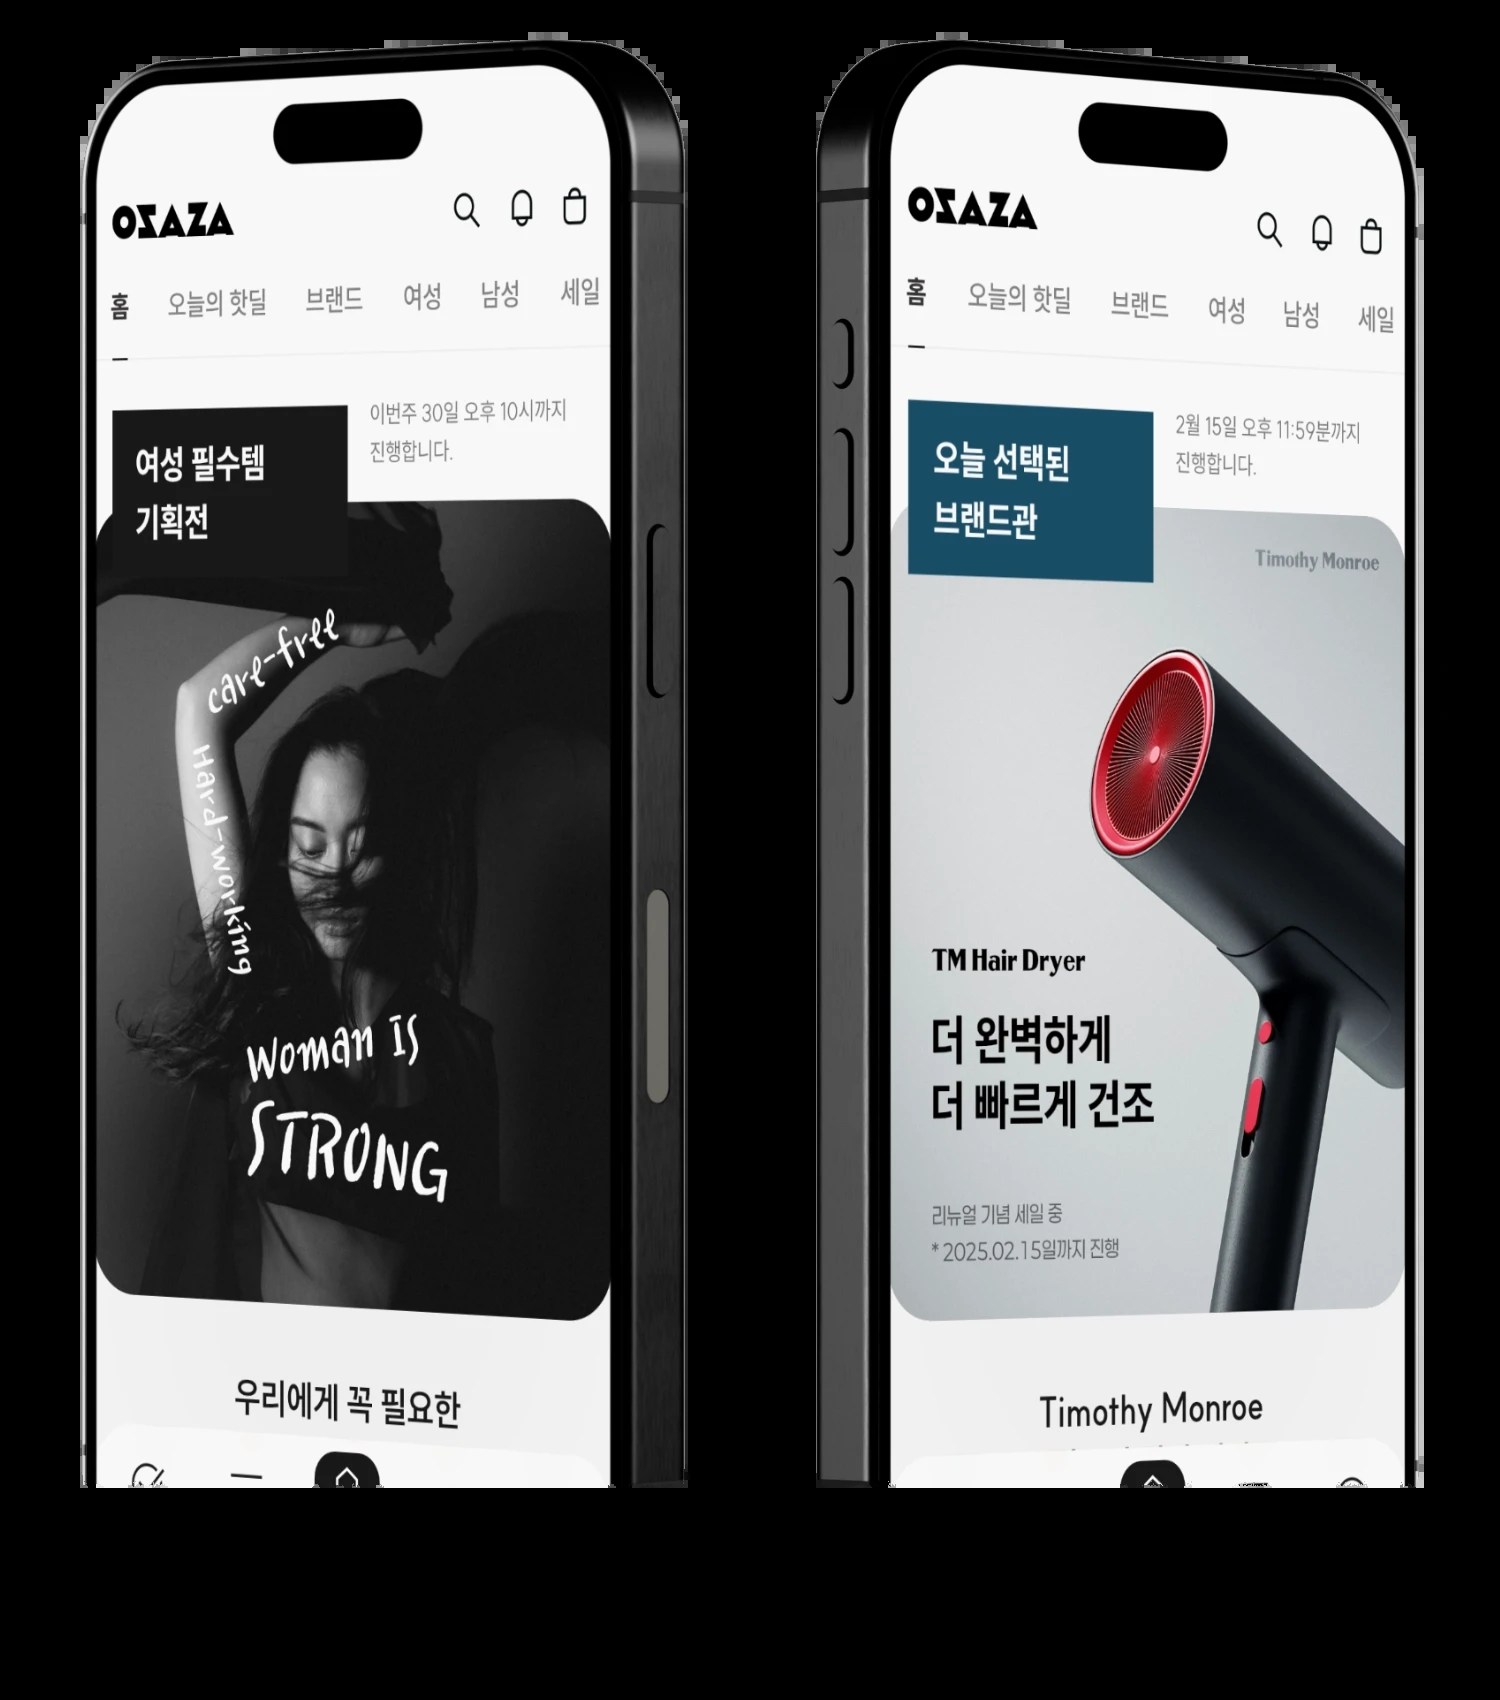 OZAZA
홈 오늘의 핫딜 브랜드 여성 남성 세일
여성 필수템
기획전
이번주 30일 오후 10시까지
진행합니다.
care-free
Hard-working
woman IS
STRONG
우리에게 꼭 필요한
OZAZA
홈 오늘의 핫딜 브랜드 여성 남성 세일
오늘 선택된
브랜드관
2월 15일 오후 11:59분까지
진행합니다.
Timothy Monroe
TM Hair Dryer
더 완벽하게
더 빠르게 건조
리뉴얼 기념 세일 중
* 2025.02.15일까지 진행
Timothy Monroe